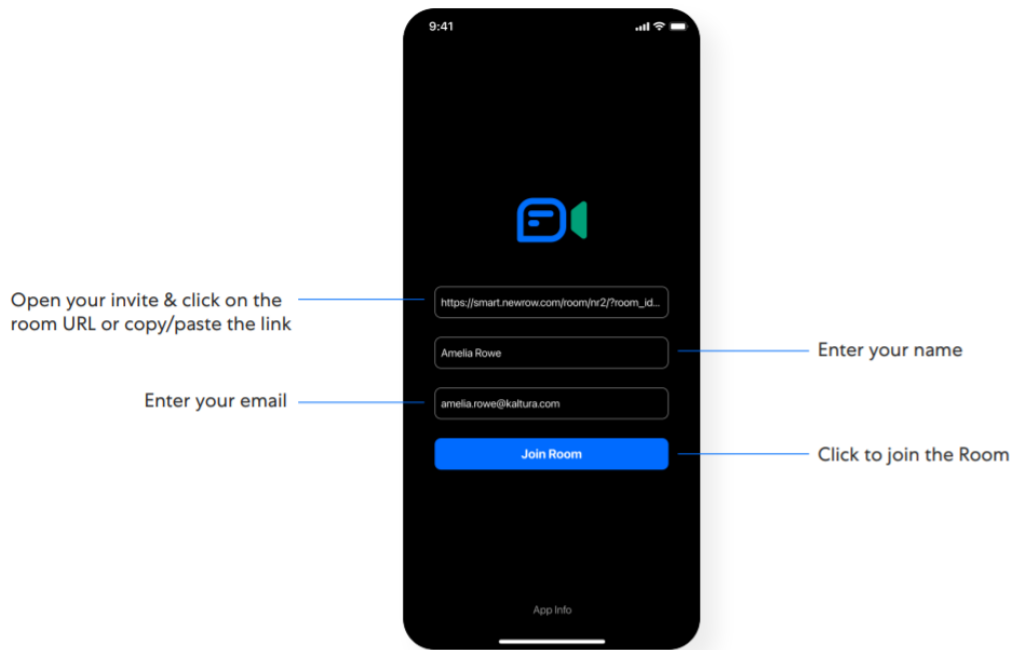 9:41
Open your invite & click on the
room URL or copy/paste the link
https://smart.newrow.com/room/nr2/?room_id...
Amelia Rowe
Enter your name
Enter your email
amelia.rowe@kaltura.com
Join Room
Click to join the Room
App Info